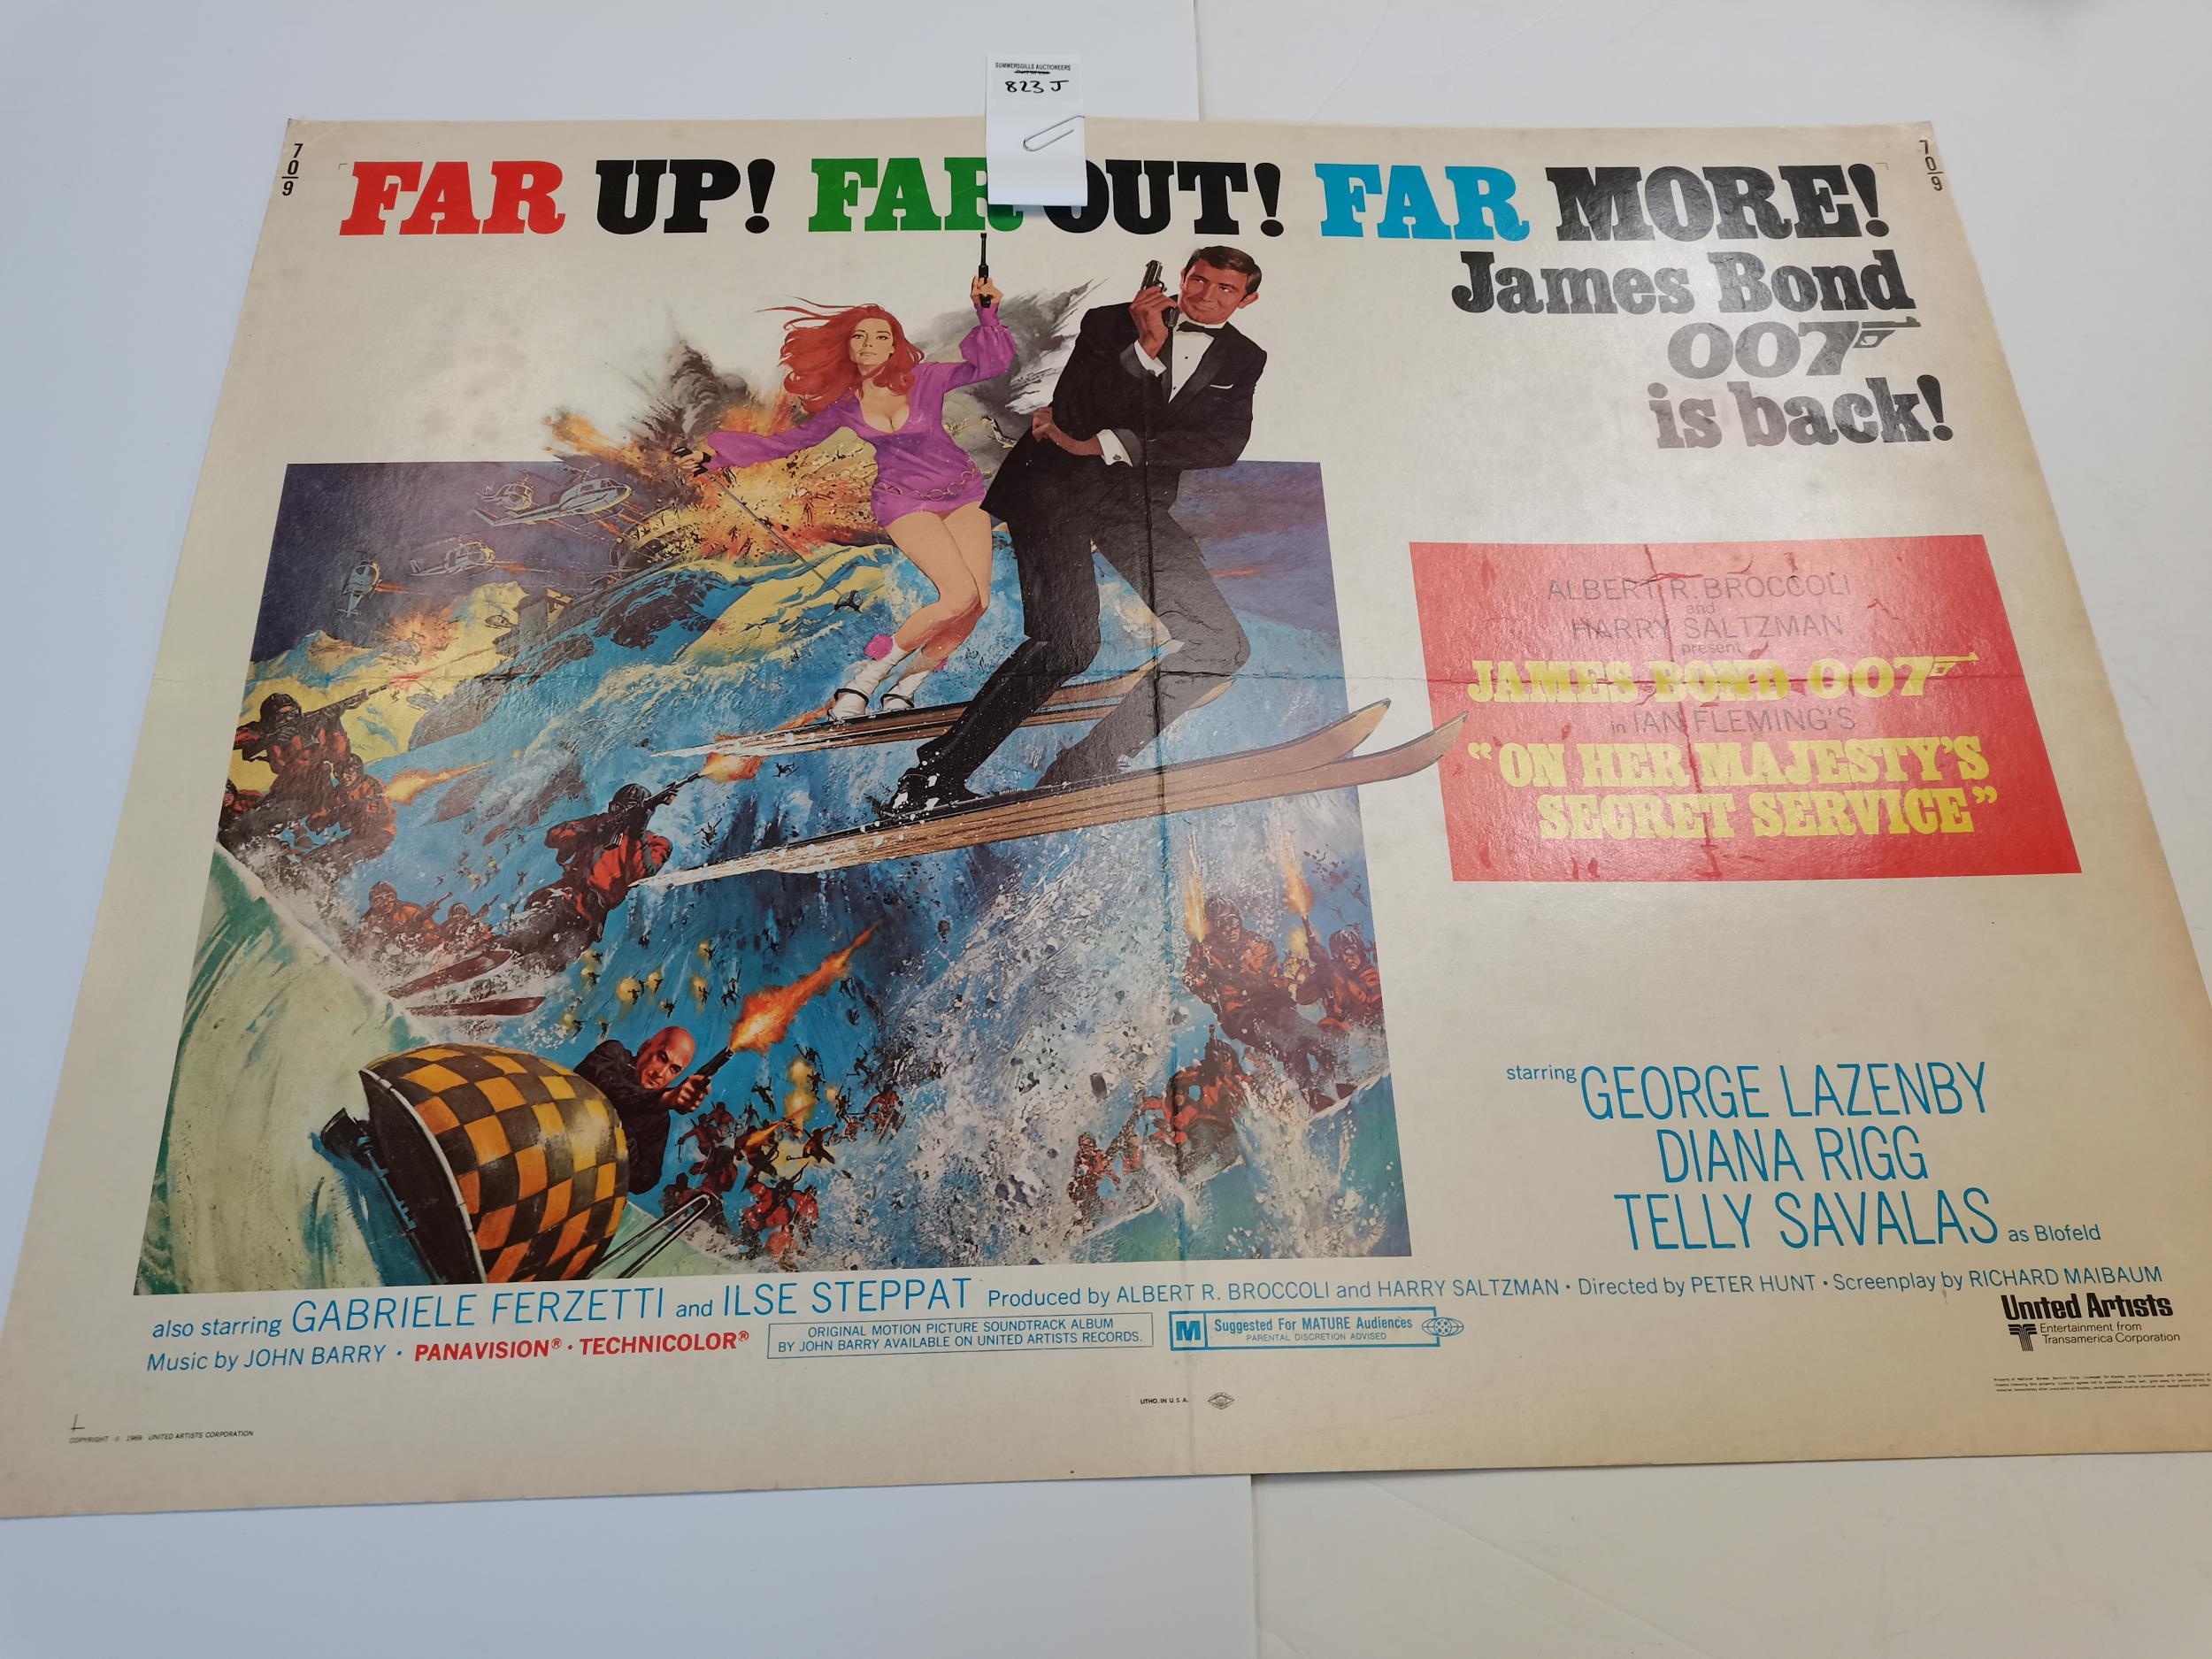 SUMMERSGILLS AUCTIONEERS
823 J
70/9
70/9
FAR UP! FAR OUT! FAR MORE!
James Bond
007
is back!
ALBERT R. BROCCOLI
and
HARRY SALTZMAN
present
JAMES BOND 007
in IAN FLEMING'S
“ON HER MAJESTY'S
SECRET SERVICE”
starring GEORGE LAZENBY
DIANA RIGG
TELLY SAVALAS as Blofeld
also starring GABRIELE FERZETTI and ILSE STEPPAT Produced by ALBERT R. BROCCOLI and HARRY SALTZMAN • Directed by PETER HUNT • Screenplay by RICHARD MAIBAUM
Music by JOHN BARRY • PANAVISION® • TECHNICOLOR®
ORIGINAL MOTION PICTURE SOUNDTRACK ALBUM
BY JOHN BARRY AVAILABLE ON UNITED ARTISTS RECORDS.
M Suggested For MATURE Audiences
PARENTAL DISCRETION ADVISED
United Artists
Entertainment from
Transamerica Corporation
LITHO. IN U.S.A.
COPYRIGHT © 1969 UNITED ARTISTS CORPORATION